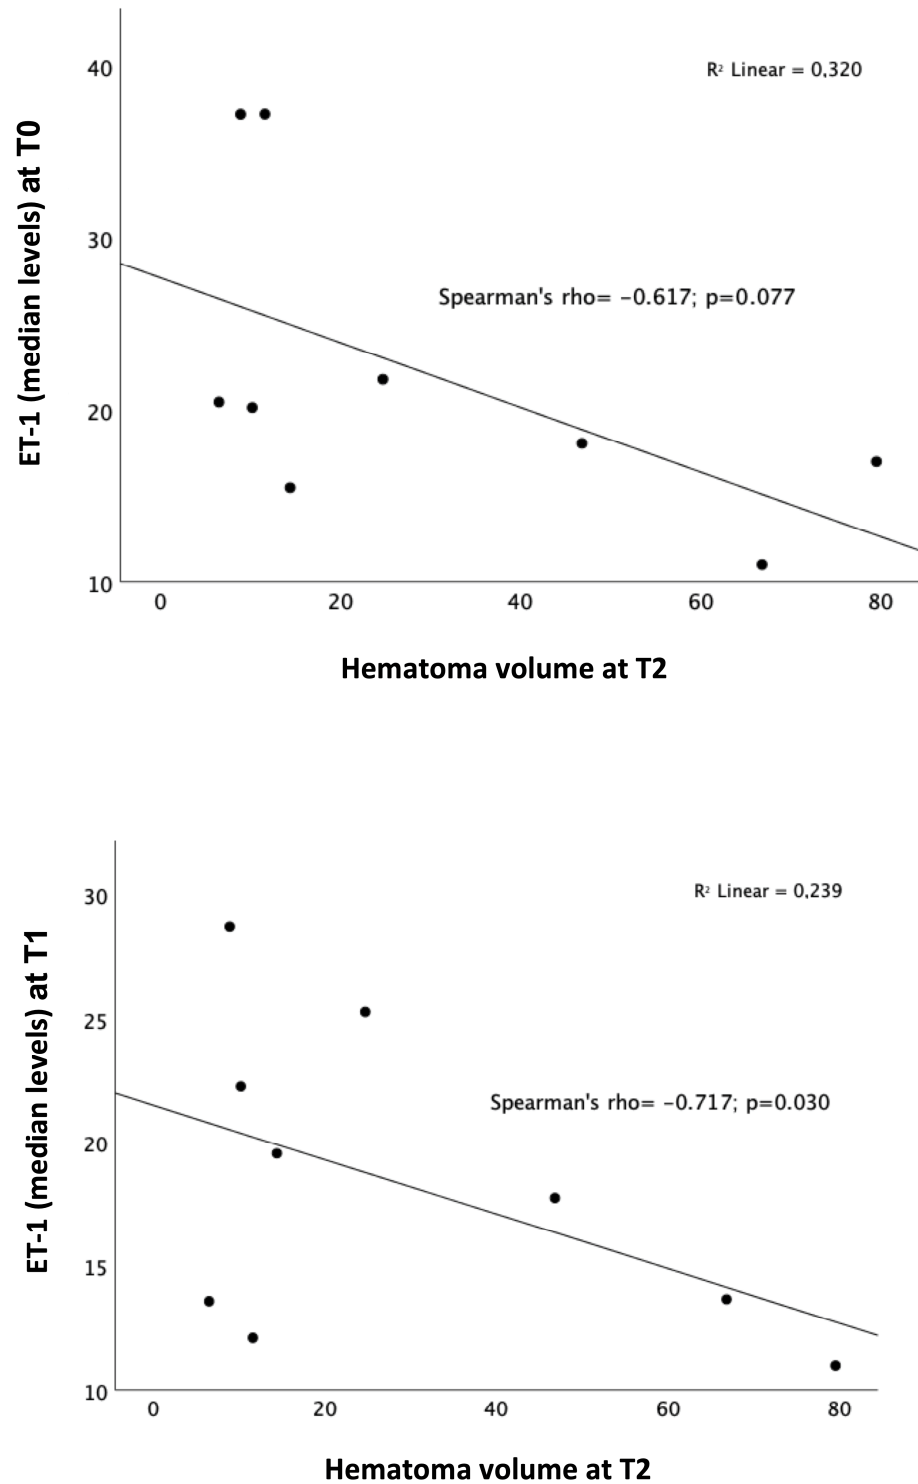 40
R² Linear = 0,320
ET-1 (median levels) at T0
30
Spearman's rho= −0.617; p=0.077
20
10
0 20 40 60 80
Hematoma volume at T2
30
R² Linear = 0,239
ET-1 (median levels) at T1
25
Spearman's rho= −0.717; p=0.030
20
15
10
0 20 40 60 80
Hematoma volume at T2